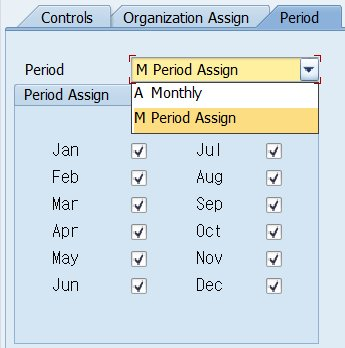 Controls Organization Assign Period
Period M Period Assign
Period Assign A Monthly
M Period Assign
Jan Jul
Feb Aug
Mar Sep
Apr Oct
May Nov
Jun Dec